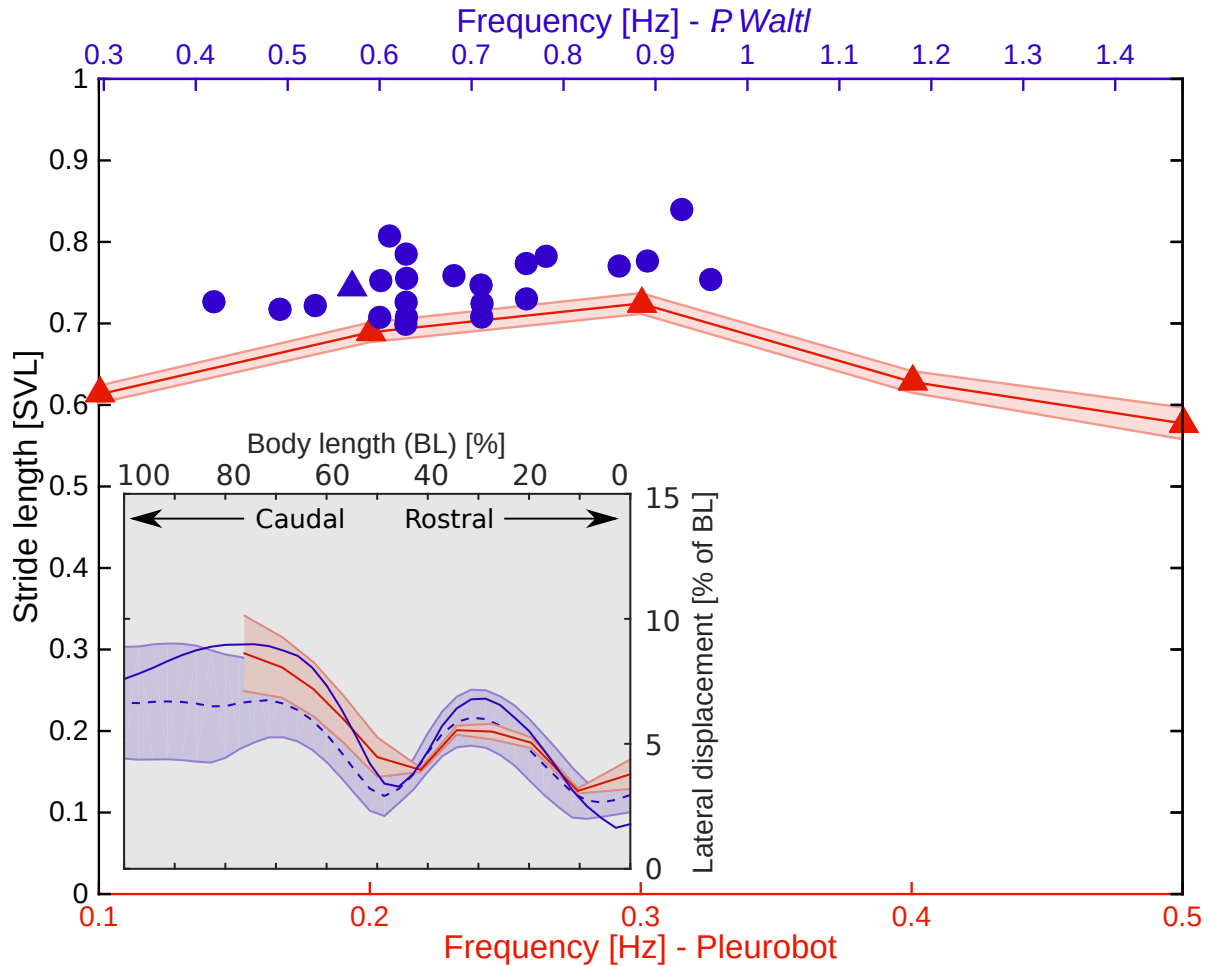 Frequency [Hz] - P. Waltl
0.3 0.4 0.5 0.6 0.7 0.8 0.9 1 1.1 1.2 1.3 1.4
1
0.9
0.8
0.7
0.6
0.5
0.4
0.3
0.2
0.1
0
Stride length [SVL]
Body length (BL) [%]
100 80 60 40 20 0
Caudal Rostral
15
10
5
0
Lateral displacement [% of BL]
0.1 0.2 0.3 0.4 0.5
Frequency [Hz] - Pleurobot